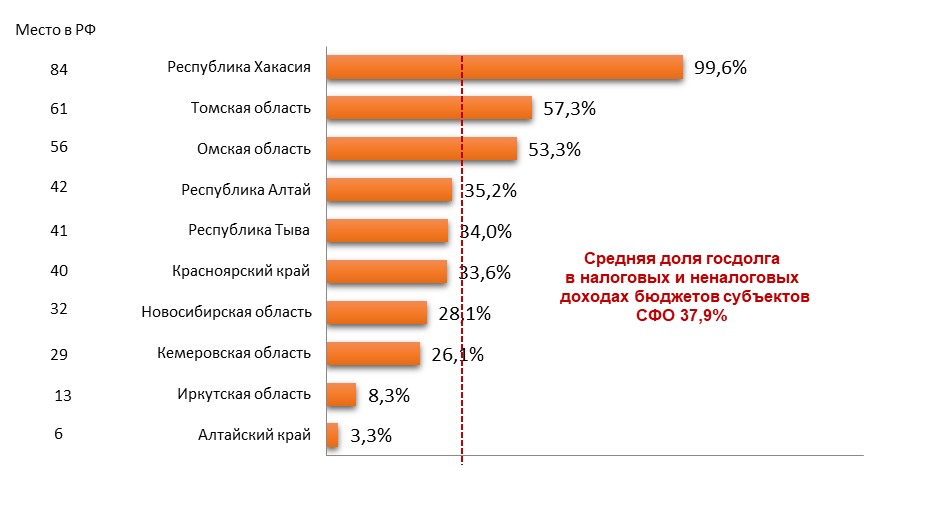 Место в РФ
84 Республика Хакасия 99,6%
61 Томская область 57,3%
56 Омская область 53,3%
42 Республика Алтай 35,2%
41 Республика Тыва 34,0%
40 Красноярский край 33,6%
32 Новосибирская область 28,1%
29 Кемеровская область 26,1%
13 Иркутская область 8,3%
6 Алтайский край 3,3%
Средняя доля госдолга
в налоговых и неналоговых
доходах бюджетов субъектов
СФО 37,9%